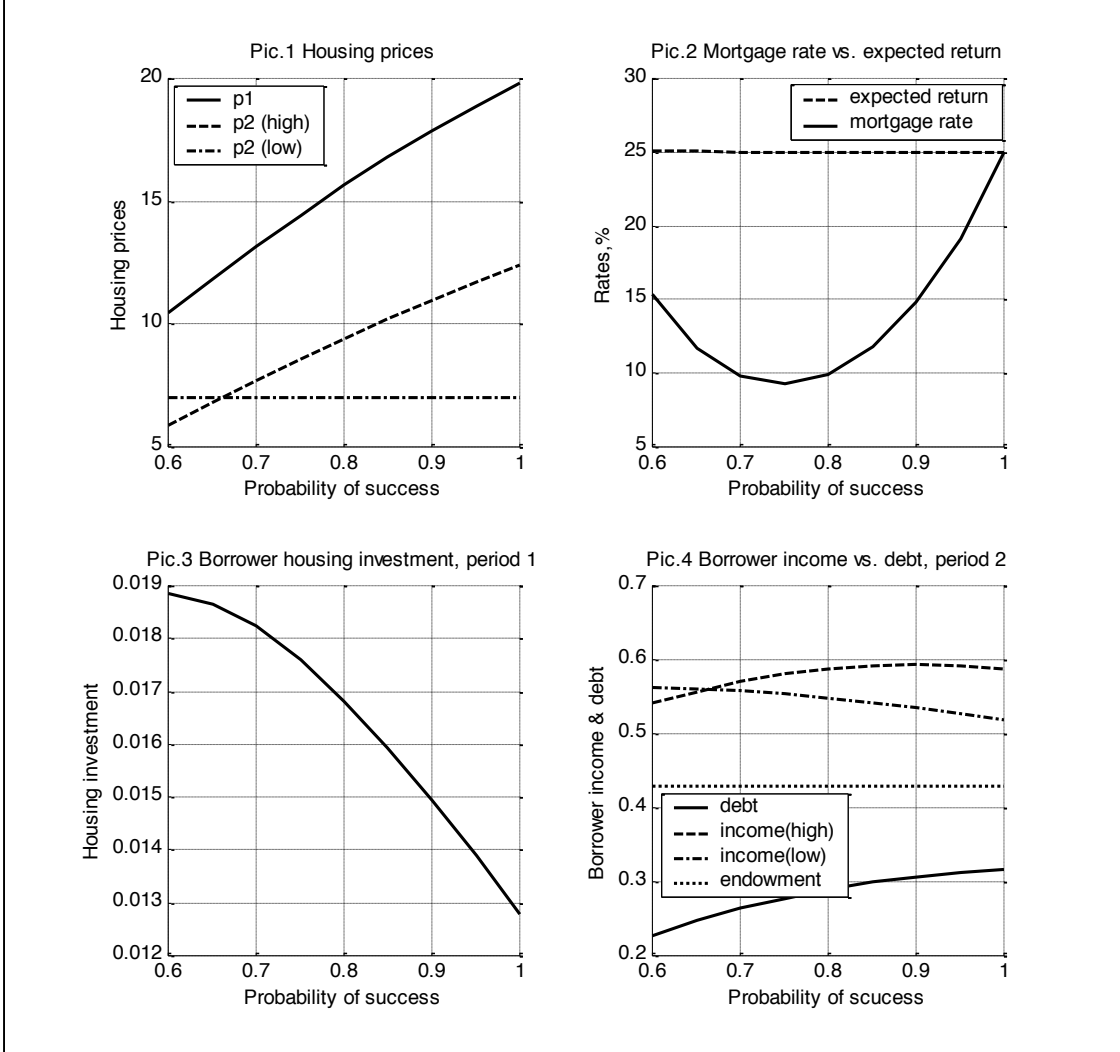 Pic.1 Housing prices
20
15
10
5
0.6 0.7 0.8 0.9 1
Housing prices
Probability of success
p1
p2 (high)
p2 (low)
Pic.2 Mortgage rate vs. expected return
30
25
20
15
10
5
0.6 0.7 0.8 0.9 1
Rates,%
Probability of success
expected return
mortgage rate
Pic.3 Borrower housing investment, period 1
0.019
0.018
0.017
0.016
0.015
0.014
0.013
0.012
0.6 0.7 0.8 0.9 1
Housing investment
Probability of success
Pic.4 Borrower income vs. debt, period 2
0.7
0.6
0.5
0.4
0.3
0.2
0.6 0.7 0.8 0.9 1
Borrower income & debt
Probability of scucess
debt
income(high)
income(low)
endowment